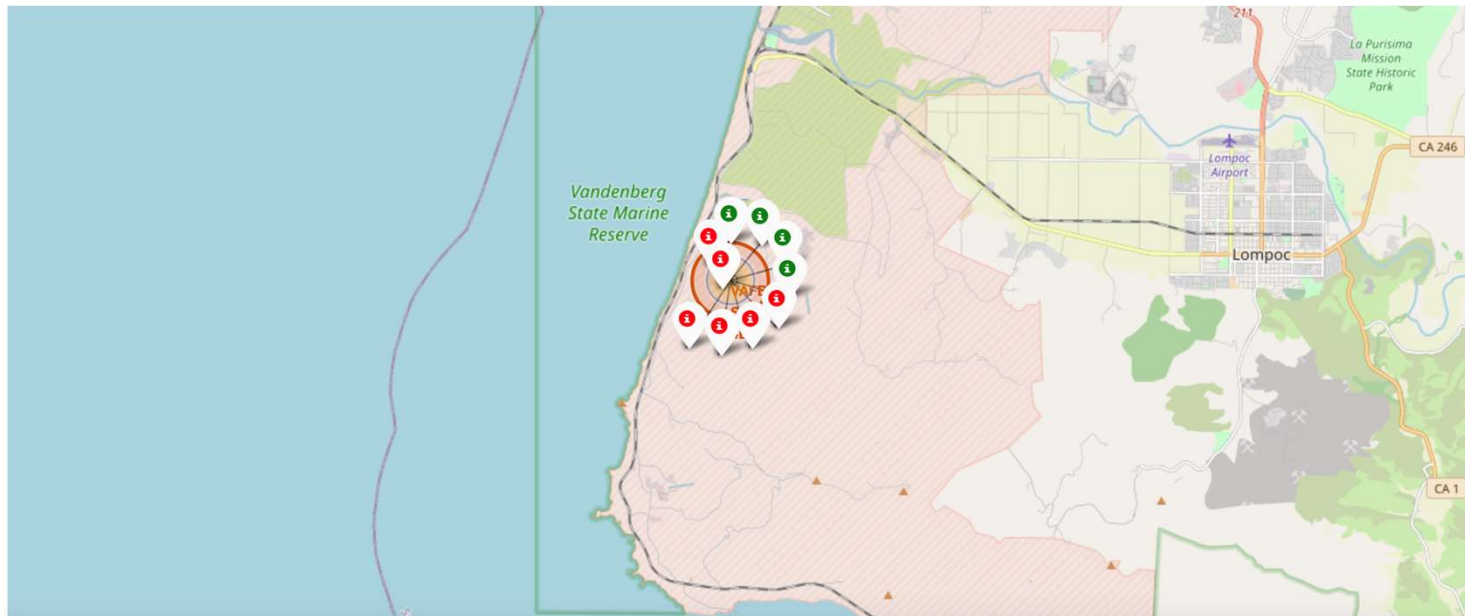 211
La Purisima
Mission
State Historic
Park
CA 246
Lompoc
Airport
Vandenberg
State Marine
Reserve
Lompoc
CA 1